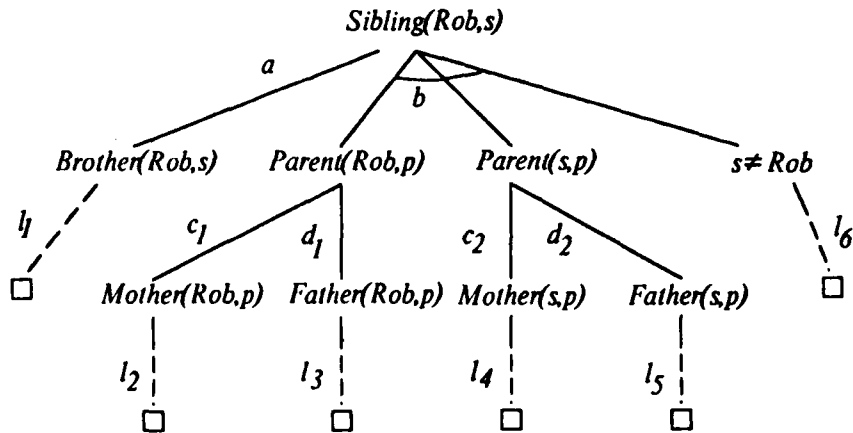 Sibling(Rob,s)
a
b
Brother(Rob,s) Parent(Rob,p) Parent(s,p) s≠ Rob
l1 c1 d1 c2 d2 l6
Mother(Rob,p) Father(Rob,p) Mother(s,p) Father(s,p)
l2 l3 l4 l5